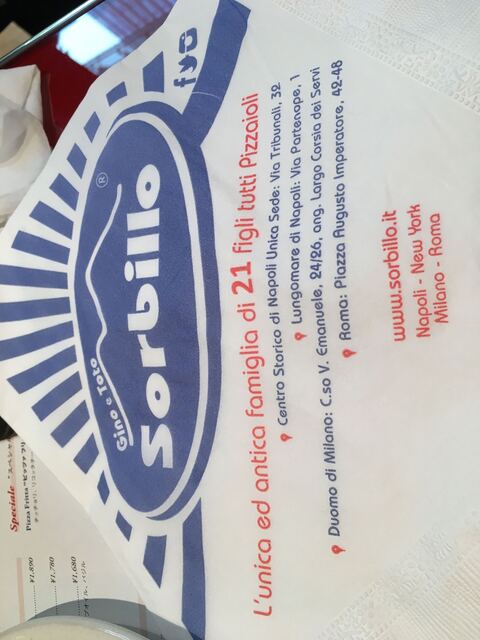 Gino e Toto
Sorbillo®
L'unica ed antica famiglia di 21 figli tutti Pizzaioli
Centro Storico di Napoli Unica Sede: Via Tribunali, 32
Lungomare di Napoli: Via Partenope, 1
Duomo di Milano: C.so V. Emanuele, 24/26, ang. Largo Corsia dei Servi
Roma: Piazza Augusto Imperatore, 42-48
www.sorbillo.it
Napoli - New York
Milano - Roma
Speciale
Pizza Fritta
¥1,890
¥1,780
¥1,680